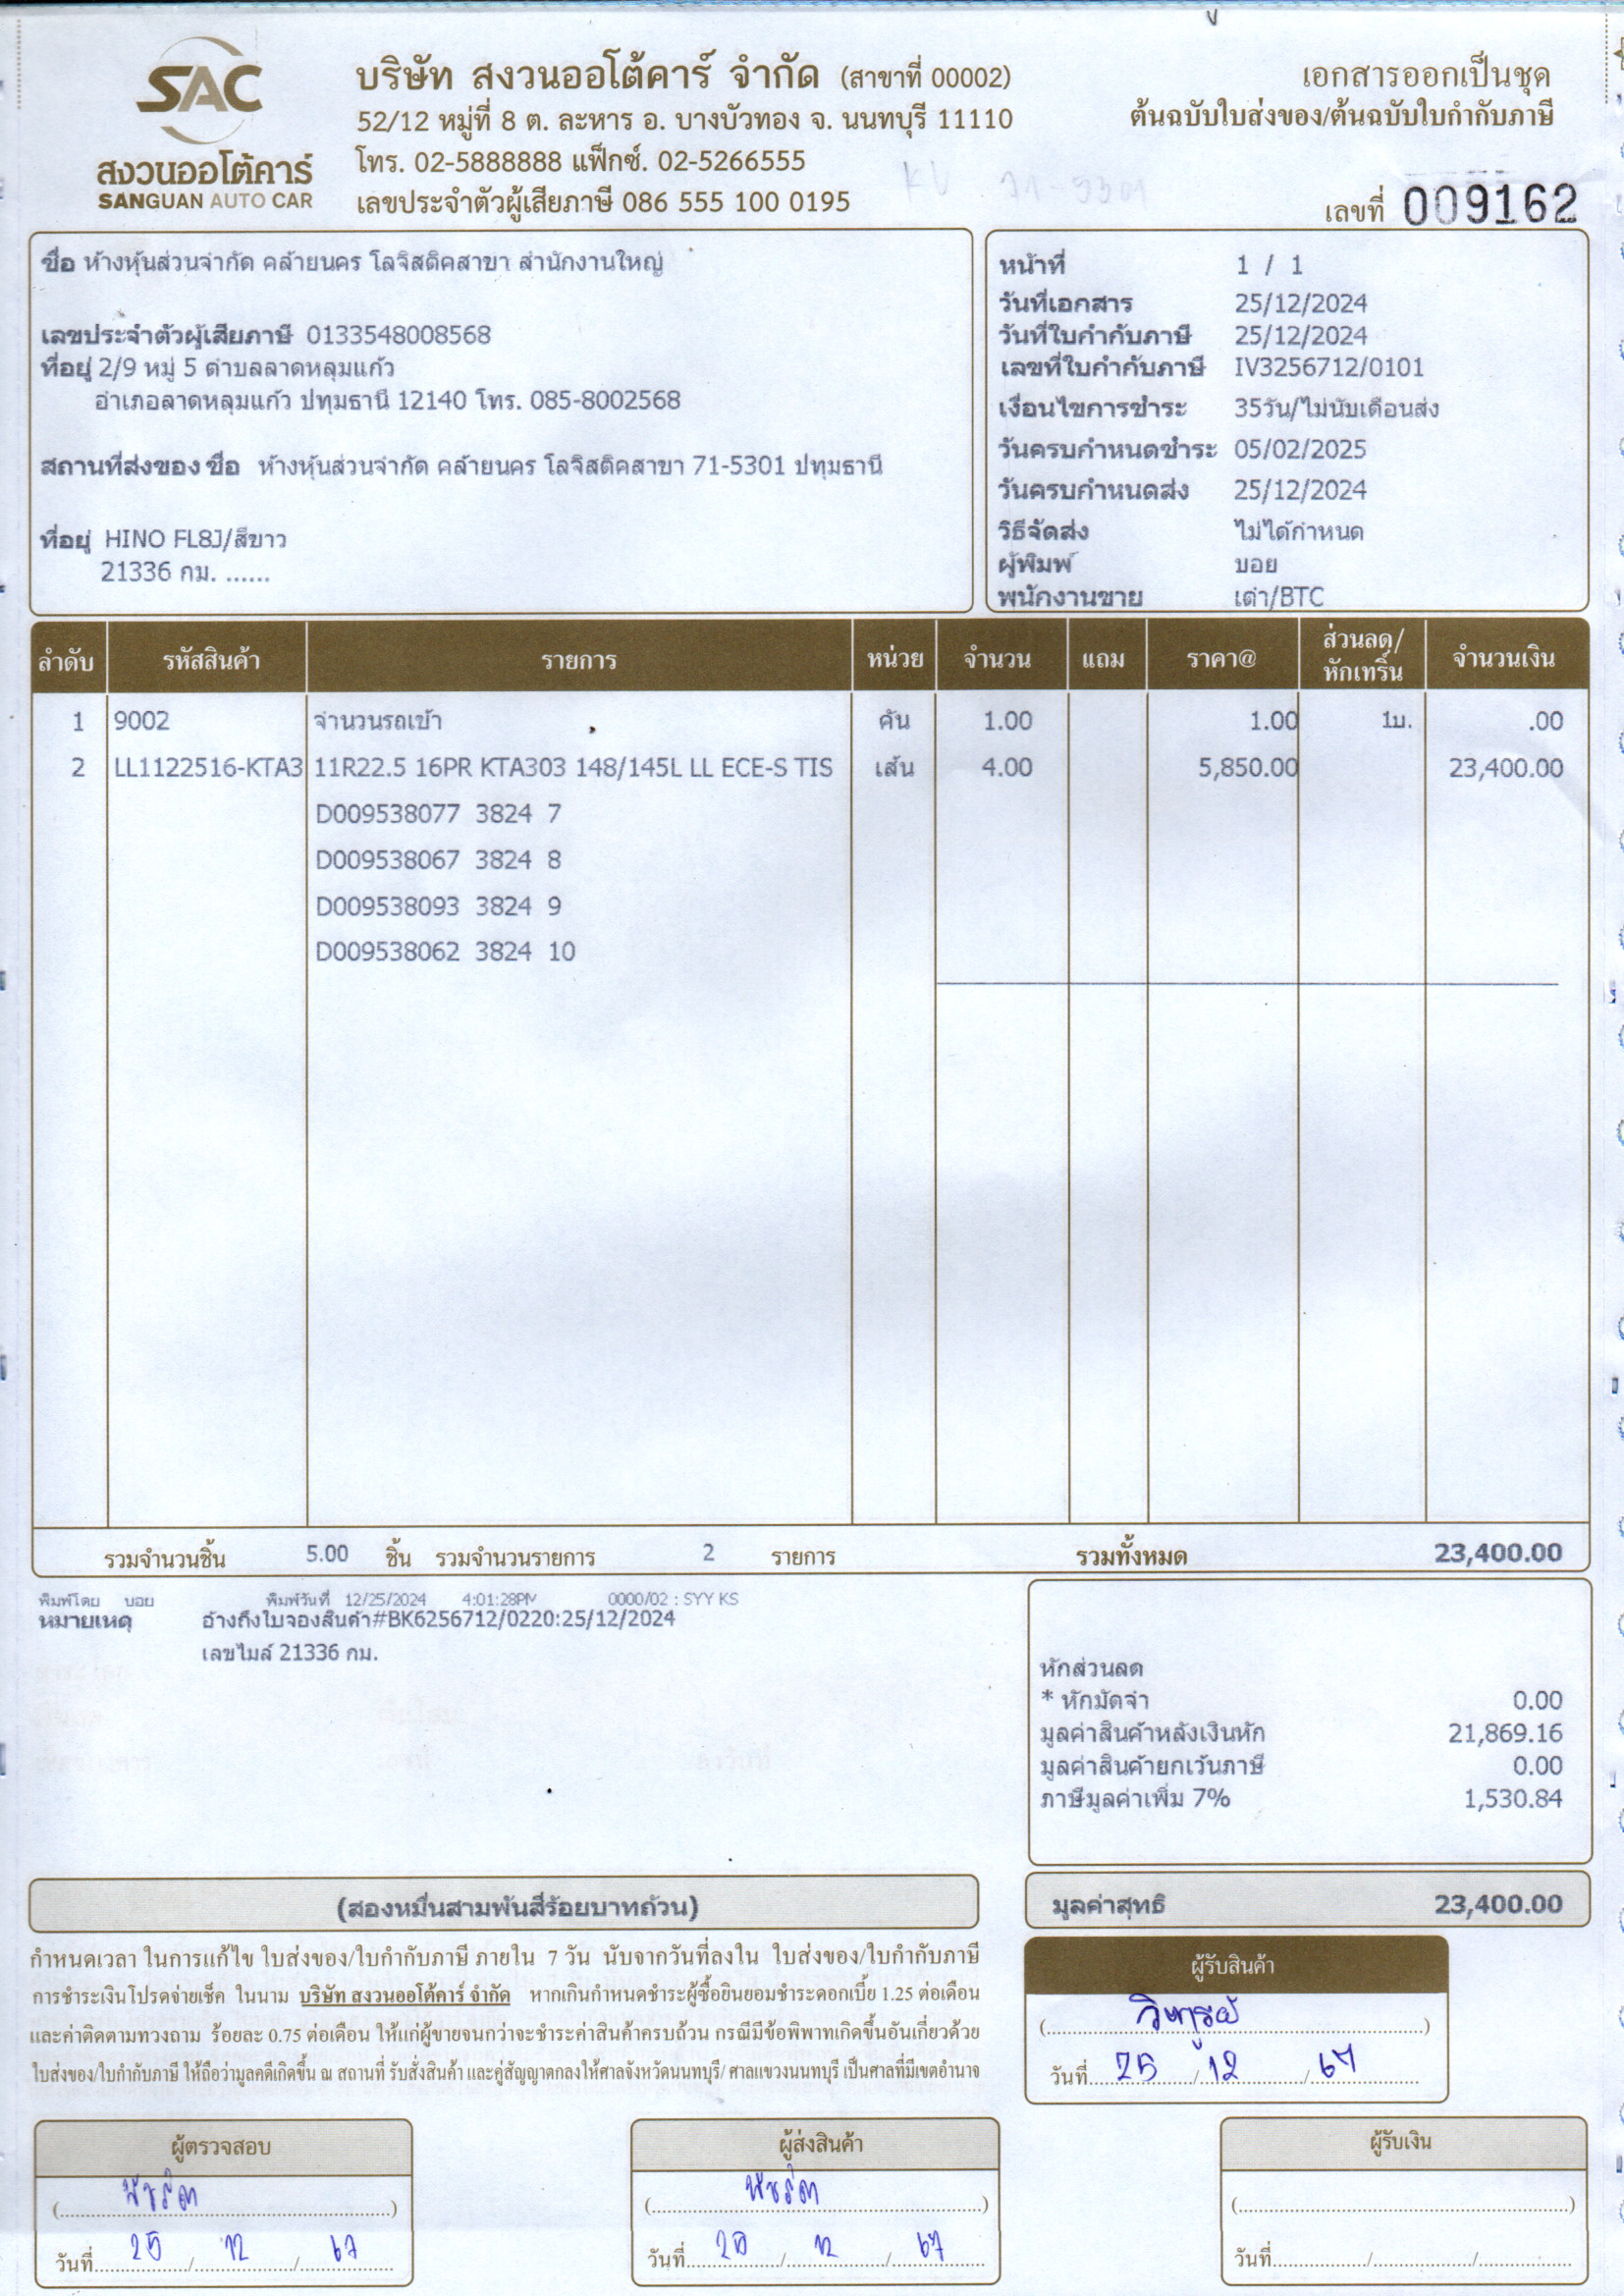 SAC
สงวนออโต้คาร์
SANGUAN AUTO CAR
บริษัท สงวนออโต้คาร์ จำกัด (สาขาที่ 00002)
52/12 หมู่ที่ 8 ต. ละหาร อ. บางบัวทอง จ. นนทบุรี 11110
โทร. 02-5888888 แฟ็กซ์. 02-5266555
เลขประจำตัวผู้เสียภาษี 086 555 100 0195
เอกสารออกเป็นชุด
ต้นฉบับใบส่งของ/ต้นฉบับใบกำกับภาษี
เลขที่ 009162
ชื่อ ห้างหุ้นส่วนจำกัด คล้ายนคร โลจิสติคสาขา สำนักงานใหญ่
เลขประจำตัวผู้เสียภาษี 0133548008568
ที่อยู่ 2/9 หมู่ 5 ตำบลลาดหลุมแก้ว
อำเภอลาดหลุมแก้ว ปทุมธานี 12140 โทร. 085-8002568
สถานที่ส่งของ ชื่อ ห้างหุ้นส่วนจำกัด คล้ายนคร โลจิสติคสาขา 71-5301 ปทุมธานี
ที่อยู่ HINO FL8J/สีขาว
21336 กม. ......
หน้าที่ 1 / 1
วันที่เอกสาร 25/12/2024
วันที่ใบกำกับภาษี 25/12/2024
เลขที่ใบกำกับภาษี IV3256712/0101
เงื่อนไขการชำระ 35วัน/ไม่นับเดือนส่ง
วันครบกำหนดชำระ 05/02/2025
วันครบกำหนดส่ง 25/12/2024
วิธีจัดส่ง ไม่ได้กำหนด
ผู้พิมพ์ บอย
พนักงานขาย เต่า/BTC
ลำดับ รหัสสินค้า รายการ หน่วย จำนวน แถม ราคา@ ส่วนลด/หักเทริ์น จำนวนเงิน
1 9002 จำนวนรถเข้า คัน 1.00 1.00 1บ. .00
2 LL1122516-KTA3 11R22.5 16PR KTA303 148/145L LL ECE-S TIS เส้น 4.00 5,850.00 23,400.00
D009538077 3824 7
D009538067 3824 8
D009538093 3824 9
D009538062 3824 10
รวมจำนวนชิ้น 5.00 ชิ้น รวมจำนวนรายการ 2 รายการ รวมทั้งหมด 23,400.00
พิมพ์โดย บอย พิมพ์วันที่ 12/25/2024 4:01:28PM 0000/02 : SYY KS
หมายเหตุ อ้างถึงใบจองสินค้า#BK6256712/0220:25/12/2024
เลขไมล์ 21336 กม.
หักส่วนลด
* หักมัดจำ 0.00
มูลค่าสินค้าหลังเงินหัก 21,869.16
มูลค่าสินค้ายกเว้นภาษี 0.00
ภาษีมูลค่าเพิ่ม 7% 1,530.84
(สองหมื่นสามพันสี่ร้อยบาทถ้วน)
มูลค่าสุทธิ 23,400.00
กำหนดเวลา ในการแก้ไข ใบส่งของ/ใบกำกับภาษี ภายใน 7 วัน นับจากวันที่ลงใน ใบส่งของ/ใบกำกับภาษี
การชำระเงินโปรดจ่ายเช็ค ในนาม บริษัท สงวนออโต้คาร์ จำกัด หากเกินกำหนดชำระผู้ซื้อยินยอมชำระดอกเบี้ย 1.25 ต่อเดือน
และค่าติดตามทวงถาม ร้อยละ 0.75 ต่อเดือน ให้แก่ผู้ขายจนกว่าจะชำระค่าสินค้าครบถ้วน กรณีมีข้อพิพาทเกิดขึ้นอันเกี่ยวด้วย
ใบส่งของ/ใบกำกับภาษี ให้ถือว่ามูลคดีเกิดขึ้น ณ สถานที่ รับสั่งสินค้า และคู่สัญญาตกลงให้ศาลจังหวัดนนทบุรี/ ศาลแขวงนนทบุรี เป็นศาลที่มีเขตอำนาจ
ผู้รับสินค้า
วันที่ 25 / 12 / 67
ผู้ตรวจสอบ
วันที่ 25 / 12 / 67
ผู้ส่งสินค้า
วันที่ 25 / 12 / 67
ผู้รับเงิน
วันที่ / /